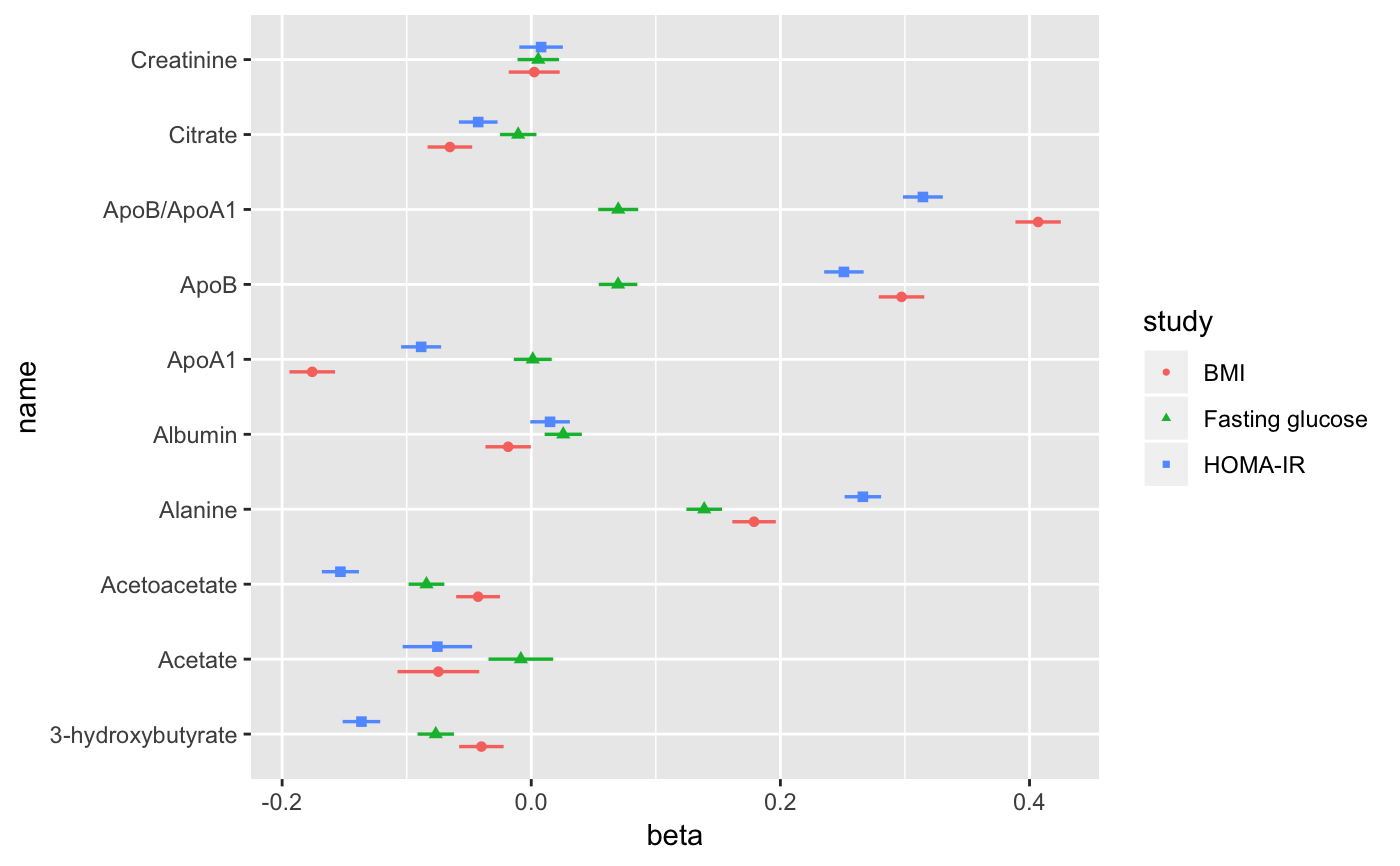 Creatinine
Citrate
ApoB/ApoA1
ApoB
ApoA1
Albumin
Alanine
Acetoacetate
Acetate
3-hydroxybutyrate
name
-0.2 0.0 0.2 0.4
beta
study
BMI
Fasting glucose
HOMA-IR